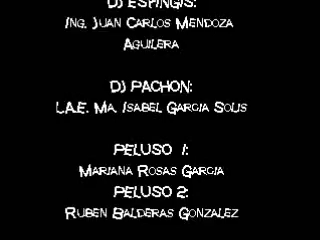 DJ ESPINGIS:
ING. JUAN CARLOS MENDOZA
AGUILERA
DJ PACHON:
L.A.E. MA. ISABEL GARCIA SOLIS
PELUSO 1:
MARIANA ROSAS GARCIA
PELUSO 2:
RUBEN BALDERAS GONZALEZ